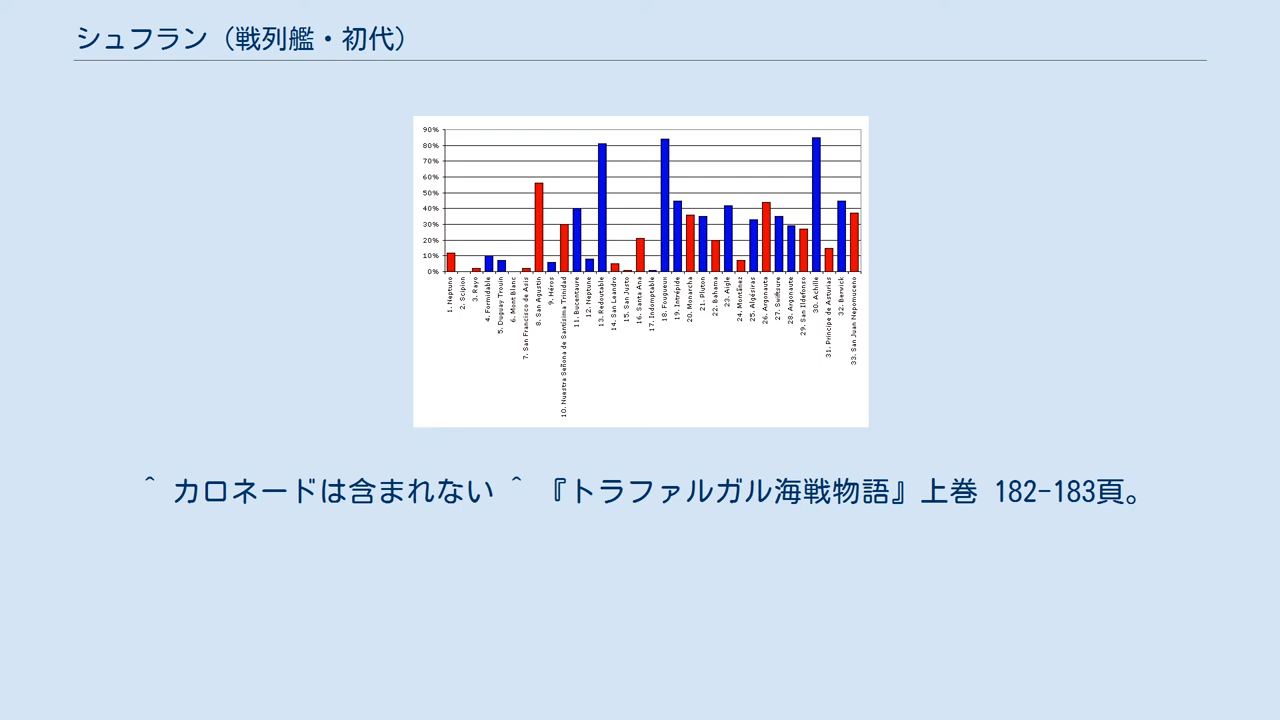 シュフラン（戦列艦・初代）
90%
80%
70%
60%
50%
40%
30%
20%
10%
0%
1. Neptuno
2. Scipion
3. Rayo
4. Formidable
5. Duguay Trouin
6. Mont Blanc
7. San Francisco de Asis
8. San Agustin
9. Héros
10. Nuestra Señona de Santísima Trinidad
11. Bucentaure
12. Neptune
13. Redoutable
14. San Leandro
15. San Justo
16. Santa Ana
17. Indomptable
18. Fougueux
19. Intrépide
20. Monarcha
21. Pluton
22. Bahama
23. Aigle
24. Montañez
25. Algésiras
26. Argonauta
27. Swiftsure
28. Argonaute
29. San Ildefonso
30. Achille
31. Principe de Asturias
32. Berwick
33. San Juan Nepomuceno
^ カロネードは含まれない ^ 『トラファルガル海戦物語』上巻 182-183頁。